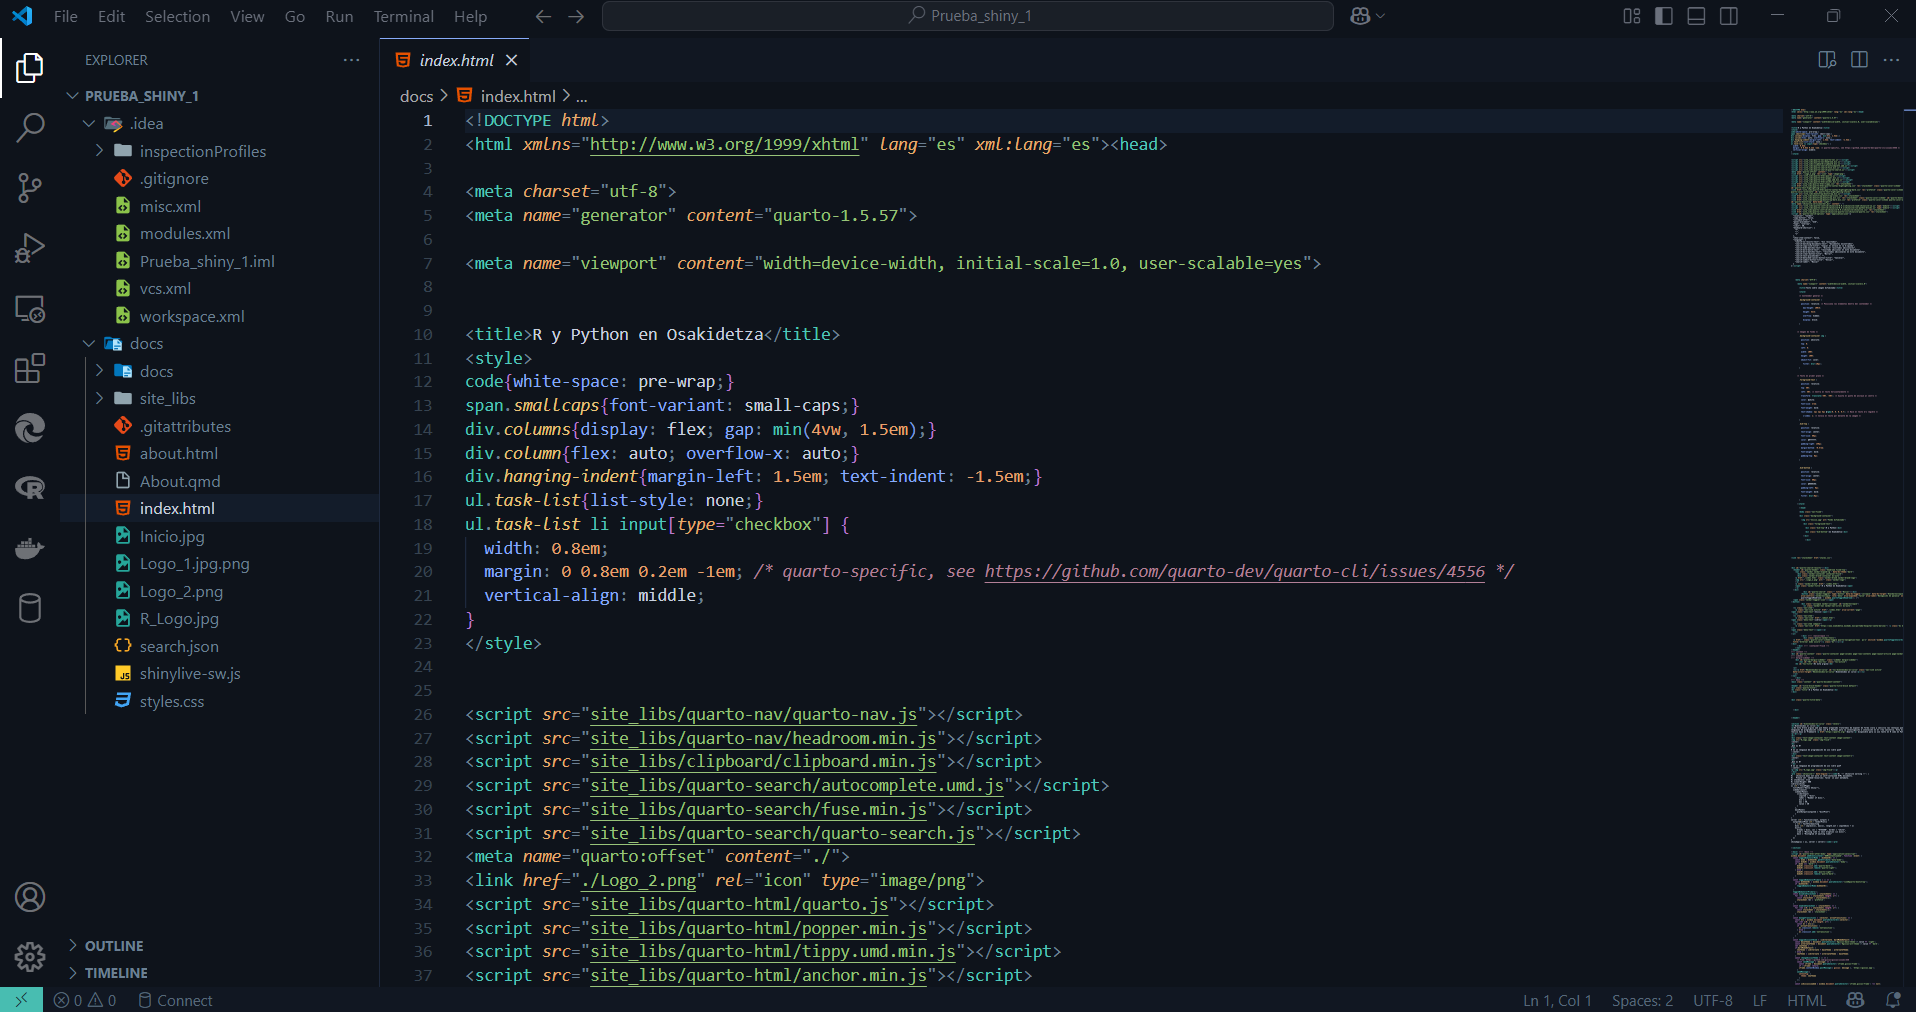 File Edit Selection View Go Run Terminal Help
Prueba_shiny_1
EXPLORER
PRUEBA_SHINY_1
.idea
inspectionProfiles
.gitignore
misc.xml
modules.xml
Prueba_shiny_1.iml
vcs.xml
workspace.xml
docs
docs
site_libs
.gitattributes
about.html
About.qmd
index.html
Inicio.jpg
Logo_1.jpg.png
Logo_2.png
R_Logo.jpg
search.json
shinylive-sw.js
styles.css
OUTLINE
TIMELINE
index.html
docs > index.html > ...
1 <!DOCTYPE html>
2 <html xmlns="http://www.w3.org/1999/xhtml" lang="es" xml:lang="es"><head>
3
4 <meta charset="utf-8">
5 <meta name="generator" content="quarto-1.5.57">
6
7 <meta name="viewport" content="width=device-width, initial-scale=1.0, user-scalable=yes">
8
9
10 <title>R y Python en Osakidetza</title>
11 <style>
12 code{white-space: pre-wrap;}
13 span.smallcaps{font-variant: small-caps;}
14 div.columns{display: flex; gap: min(4vw, 1.5em);}
15 div.column{flex: auto; overflow-x: auto;}
16 div.hanging-indent{margin-left: 1.5em; text-indent: -1.5em;}
17 ul.task-list{list-style: none;}
18 ul.task-list li input[type="checkbox"] {
19 width: 0.8em;
20 margin: 0 0.8em 0.2em -1em; /* quarto-specific, see https://github.com/quarto-dev/quarto-cli/issues/4556 */
21 vertical-align: middle;
22 }
23 </style>
24
25
26 <script src="site_libs/quarto-nav/quarto-nav.js"></script>
27 <script src="site_libs/quarto-nav/headroom.min.js"></script>
28 <script src="site_libs/clipboard/clipboard.min.js"></script>
29 <script src="site_libs/quarto-search/autocomplete.umd.js"></script>
30 <script src="site_libs/quarto-search/fuse.min.js"></script>
31 <script src="site_libs/quarto-search/quarto-search.js"></script>
32 <meta name="quarto:offset" content="./">
33 <link href="./Logo_2.png" rel="icon" type="image/png">
34 <script src="site_libs/quarto-html/quarto.js"></script>
35 <script src="site_libs/quarto-html/popper.min.js"></script>
36 <script src="site_libs/quarto-html/tippy.umd.min.js"></script>
37 <script src="site_libs/quarto-html/anchor.min.js"></script>
0 0 Connect Ln 1, Col 1 Spaces: 2 UTF-8 LF HTML